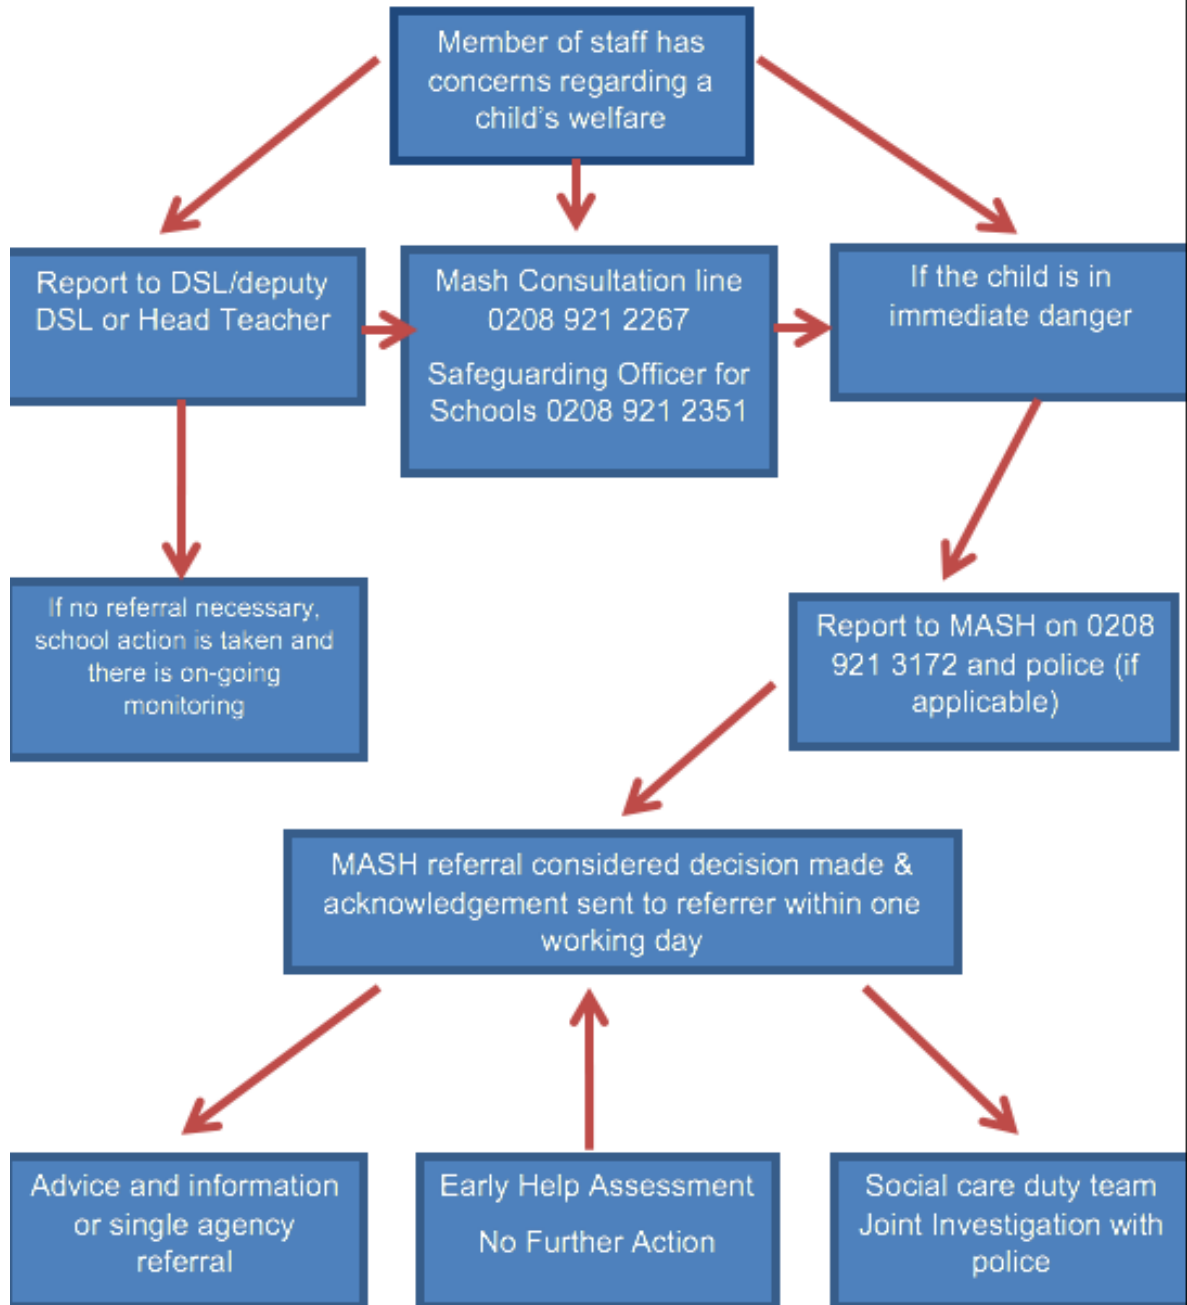 Member of staff has
concerns regarding a
child's welfare
Report to DSL/deputy
DSL or Head Teacher
Mash Consultation line
0208 921 2267
Safeguarding Officer for
Schools 0208 921 2351
If the child is in
immediate danger
If no referral necessary,
school action is taken and
there is on-going
monitoring
Report to MASH on 0208
921 3172 and police (if
applicable)
MASH referral considered decision made &
acknowledgement sent to referrer within one
working day
Advice and information
or single agency
referral
Early Help Assessment
No Further Action
Social care duty team
Joint Investigation with
police